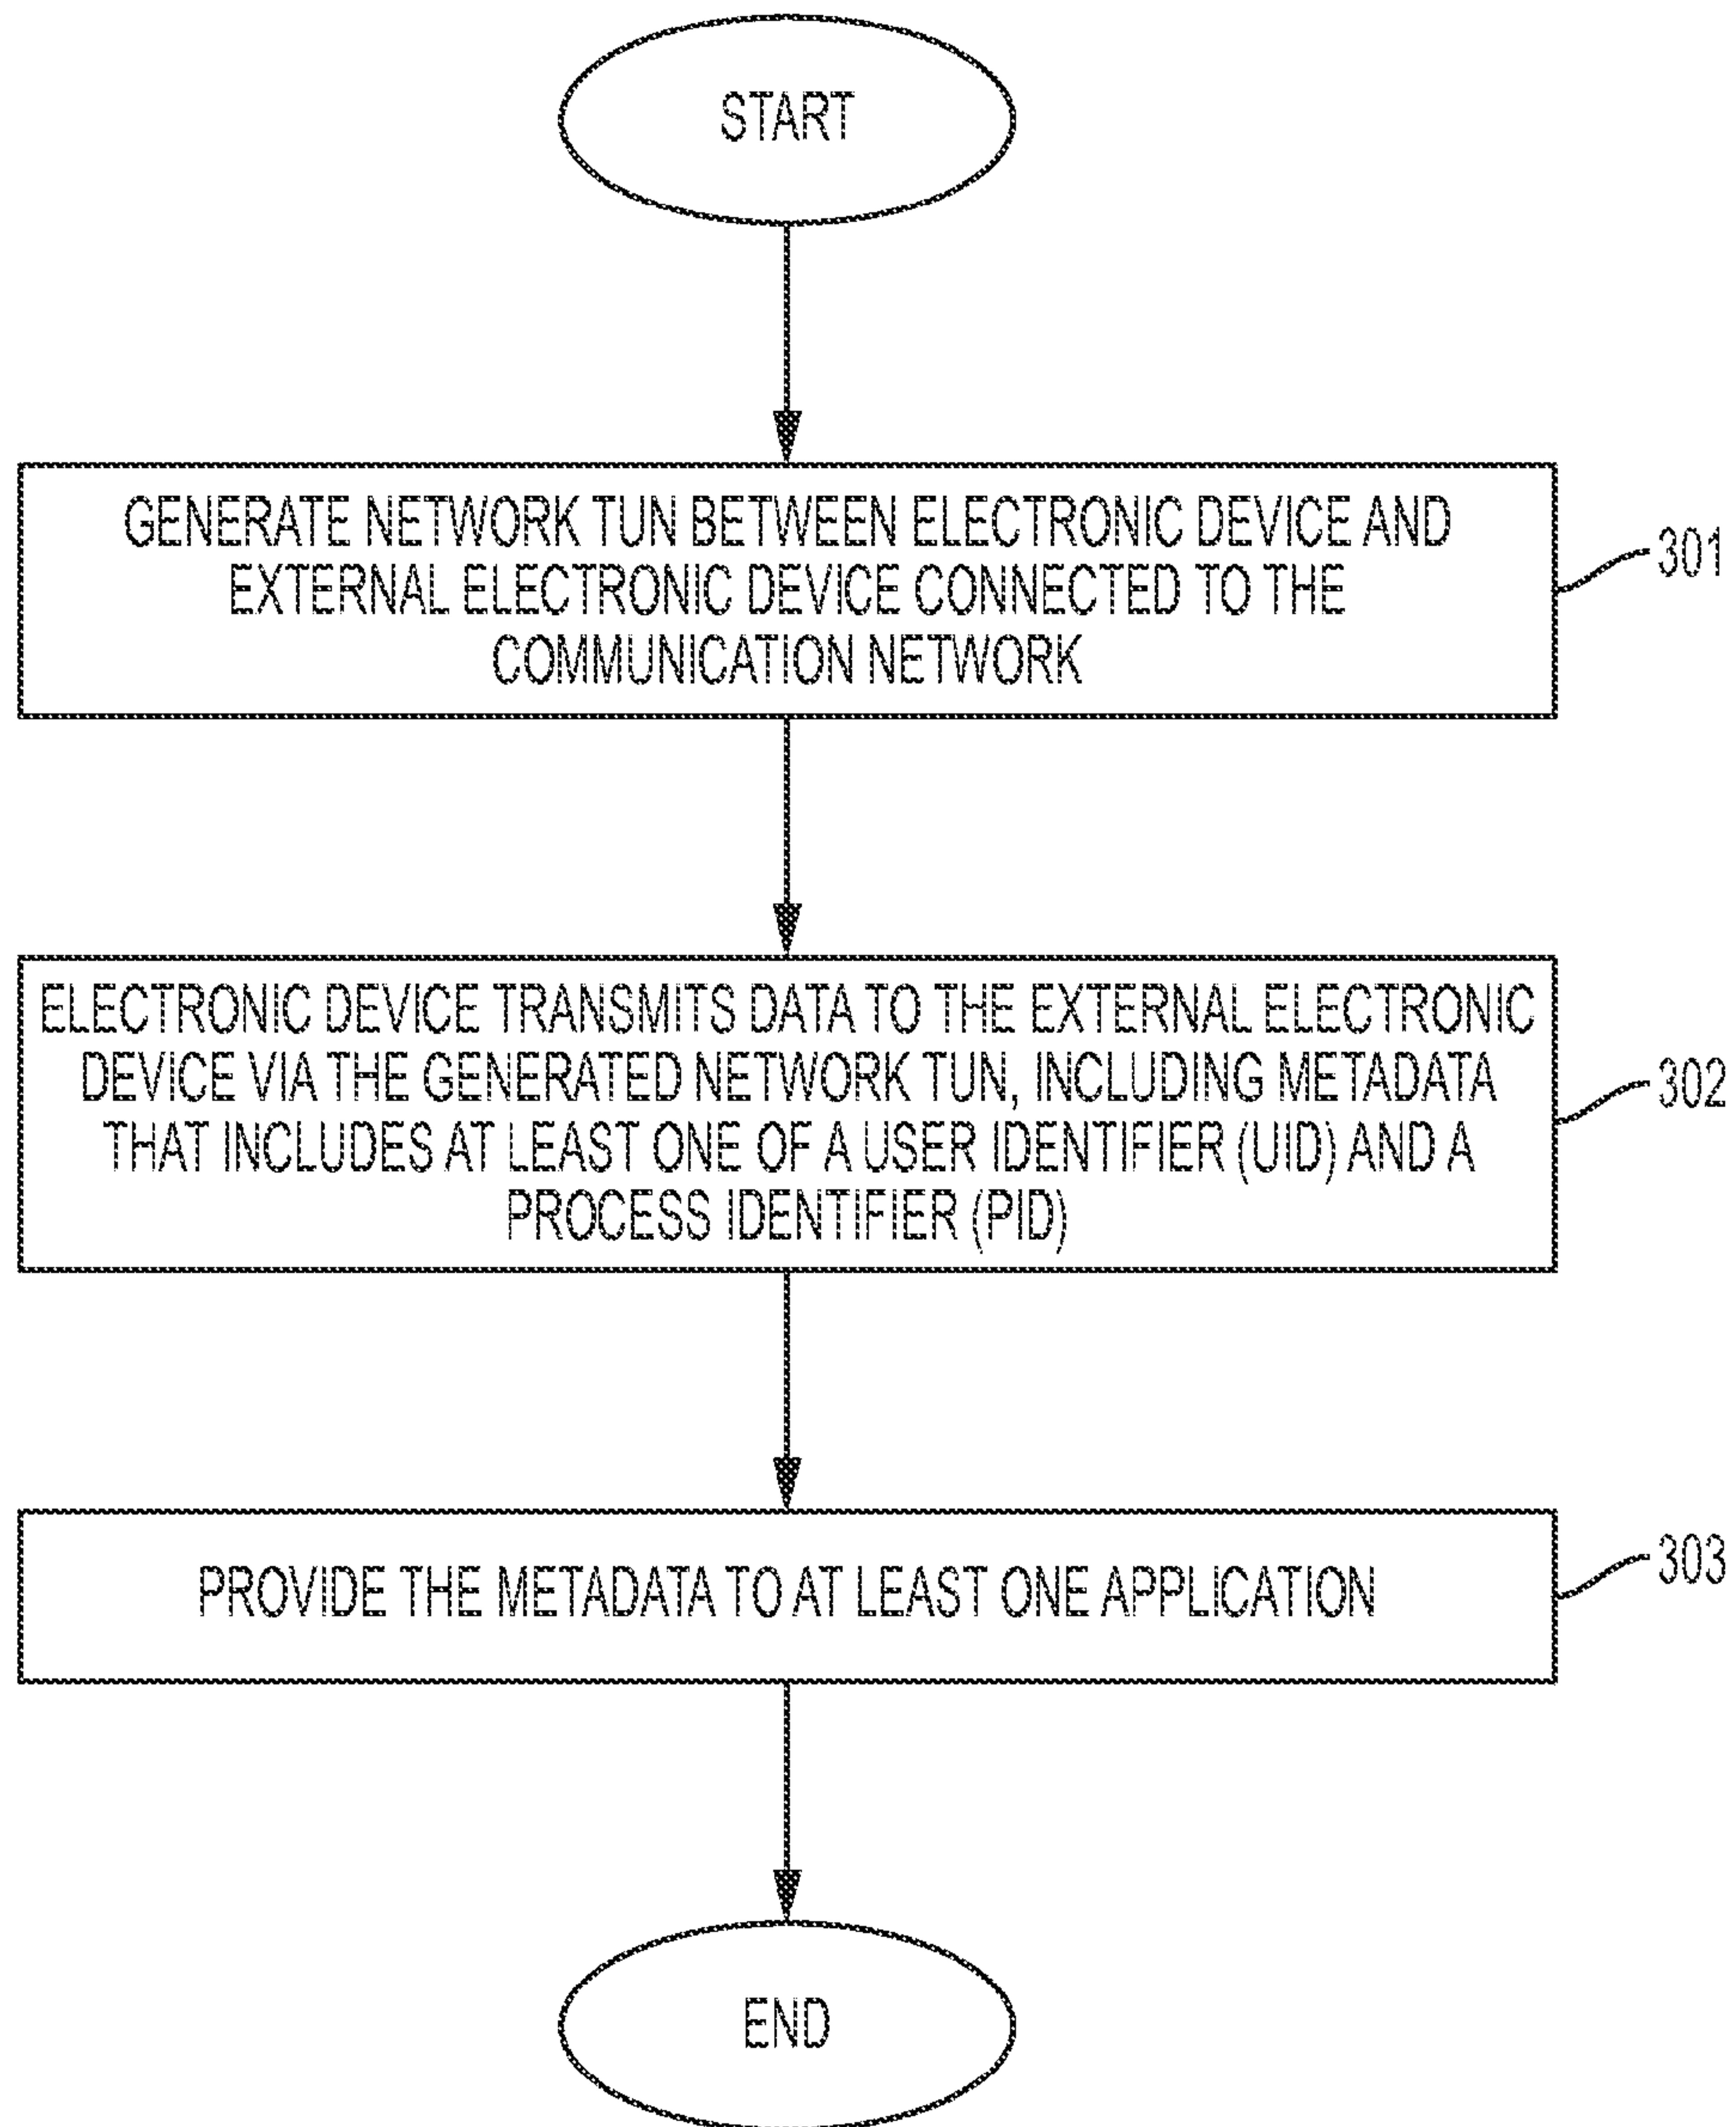 START
GENERATE NETWORK TUN BETWEEN ELECTRONIC DEVICE AND
EXTERNAL ELECTRONIC DEVICE CONNECTED TO THE
COMMUNICATION NETWORK
301
ELECTRONIC DEVICE TRANSMITS DATA TO THE EXTERNAL ELECTRONIC
DEVICE VIA THE GENERATED NETWORK TUN, INCLUDING METADATA
THAT INCLUDES AT LEAST ONE OF A USER IDENTIFIER (UID) AND A
PROCESS IDENTIFIER (PID)
302
PROVIDE THE METADATA TO AT LEAST ONE APPLICATION
303
END